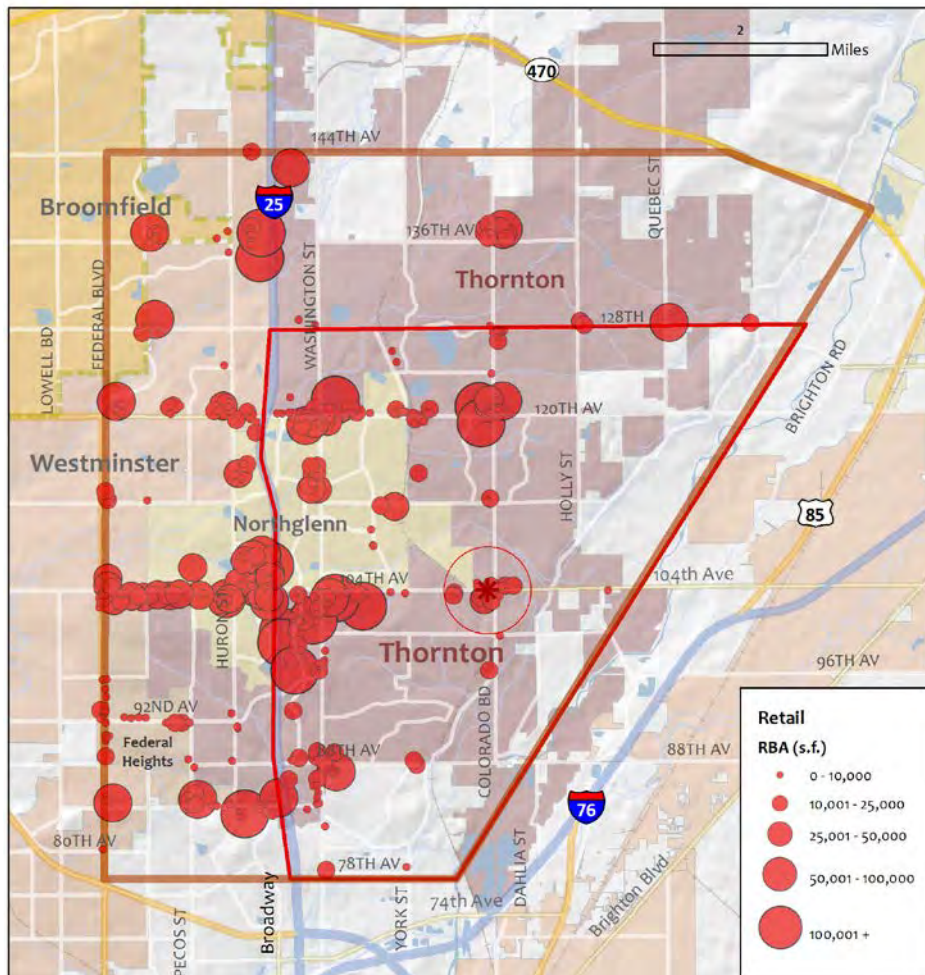 2
Miles
470
144TH AV
QUEBEC ST
25
Broomfield
136TH AV
WASHINGTON ST
FEDERAL BLVD
Thornton
LOWELL BD
128TH
BRIGHTON RD
120TH AV
Westminster
HOLLY ST
85
Northglenn
104TH AV
104th Ave
HURON ST
Thornton
96TH AV
92ND AV
COLORADO BD
Federal
Heights
88TH AV
88TH AV
80TH AV
76
78TH AV
DAHLIA ST
74th Ave
Broadway
YORK ST
Brighton Blvd
PECOS ST
Retail
RBA (s.f.)
0 - 10,000
10,001 - 25,000
25,001 - 50,000
50,001 - 100,000
100,001 +